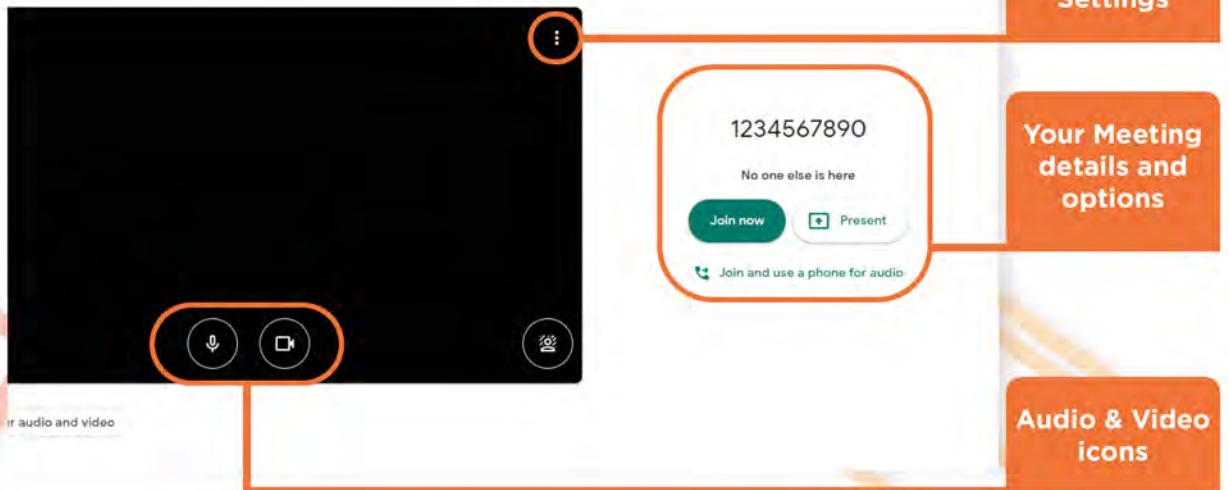 Settings
1234567890
No one else is here
Join now
Present
Join and use a phone for audio
Your Meeting
details and
options
audio and video
Audio & Video
icons